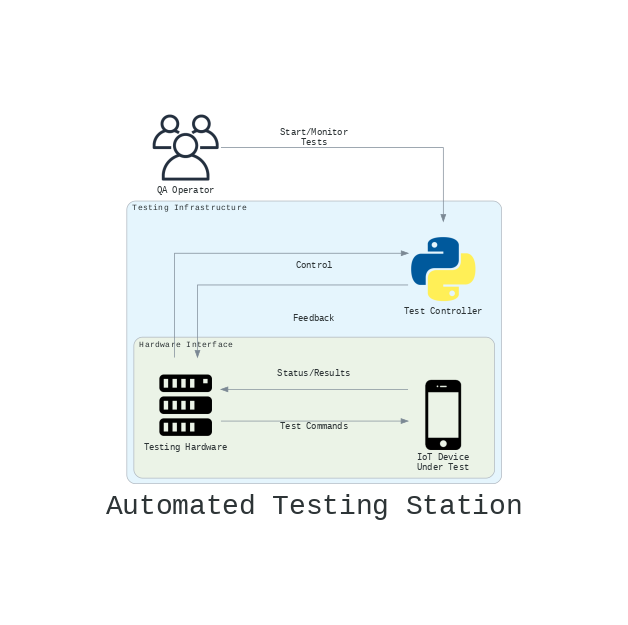 Start/Monitor
Tests
QA Operator
Testing Infrastructure
Control
Test Controller
Feedback
Hardware Interface
Status/Results
Test Commands
Testing Hardware
IoT Device
Under Test
Automated Testing Station